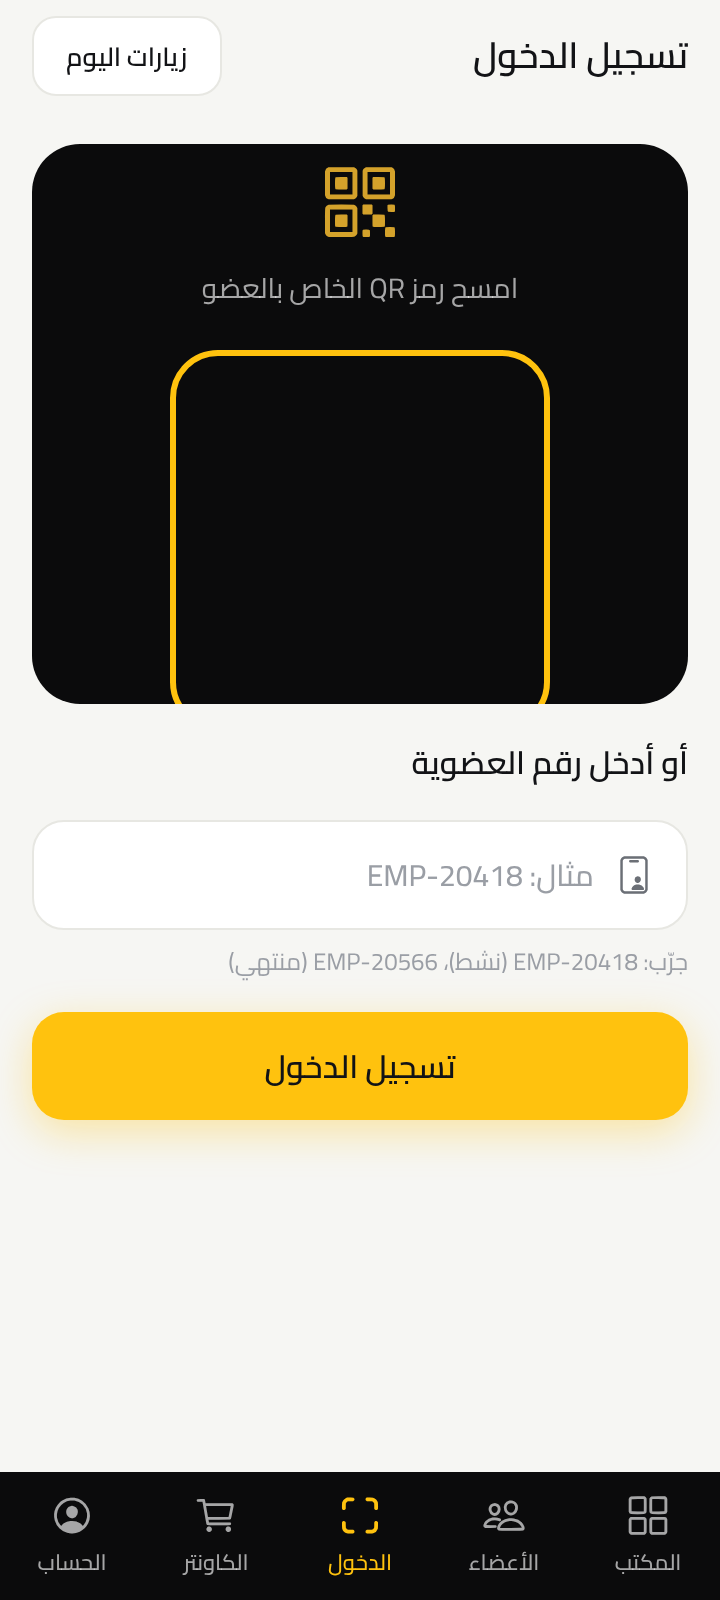 تسجيل الدخول
زيارات اليوم
امسح رمز QR الخاص بالعضو
أو أدخل رقم العضوية
مثال: EMP-20418
جرّب: EMP-20418 (نشط)، EMP-20566 (منتهي)
تسجيل الدخول
المكتب
الأعضاء
الدخول
الكاونتر
الحساب